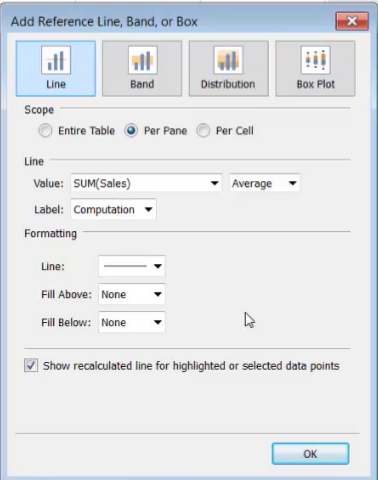 Add Reference Line, Band, or Box
Line Band Distribution Box Plot
Scope
Entire Table Per Pane Per Cell
Line
Value: SUM(Sales) Average
Label: Computation
Formatting
Line:
Fill Above: None
Fill Below: None
Show recalculated line for highlighted or selected data points
OK